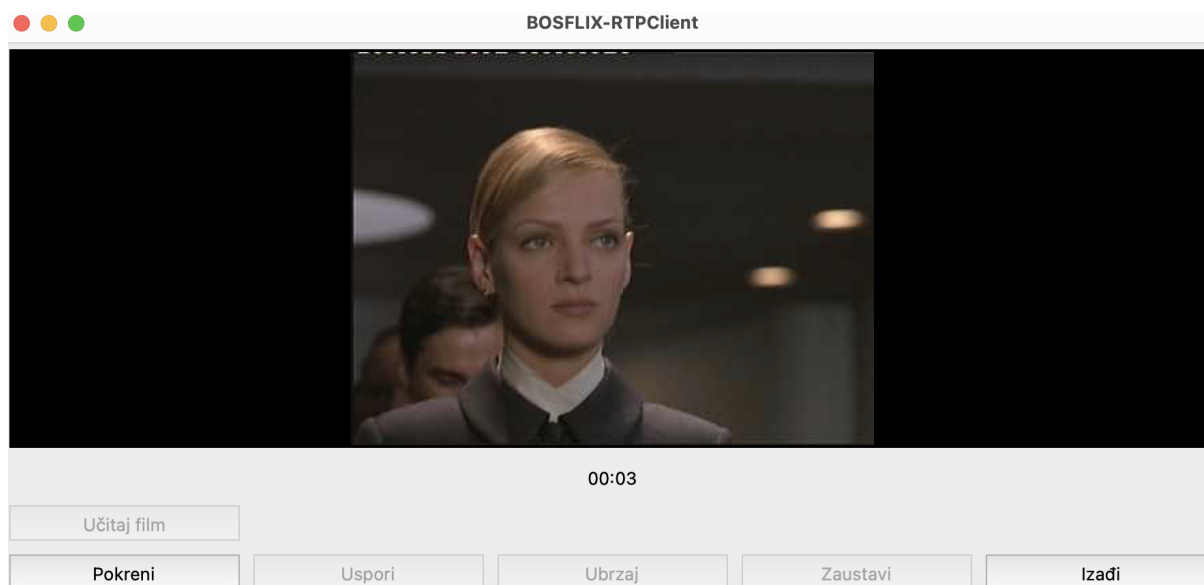 BOSFLIX-RTPClient
00:03
Učitaj film
Pokreni
Uspori
Ubrzaj
Zaustavi
Izađi